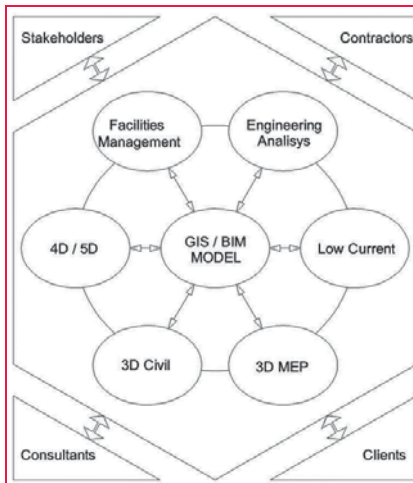 Stakeholders
Contractors
Facilities
Management
Engineering
Analisys
4D / 5D
GIS / BIM
MODEL
Low Current
3D Civil
3D MEP
Consultants
Clients